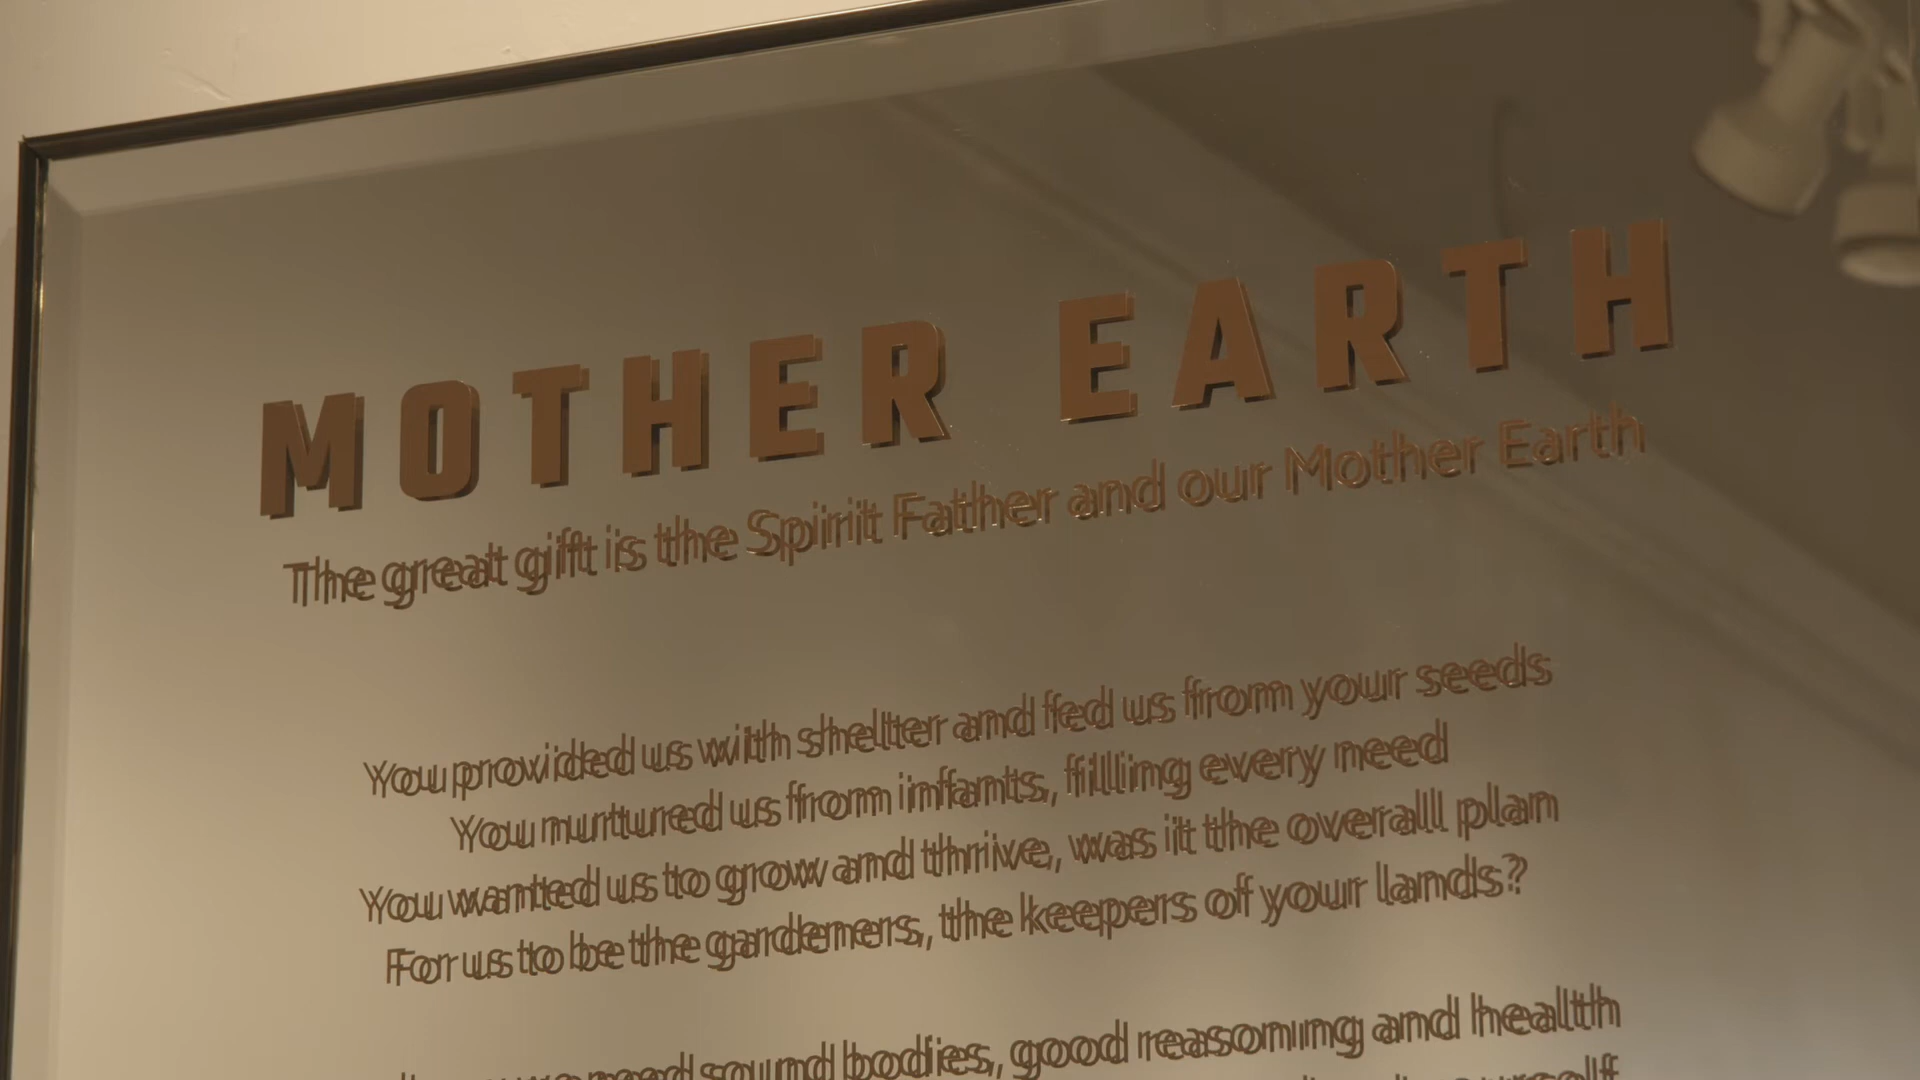 MOTHER EARTH
The great gift is the Spirit Father and our Mother Earth
You provided us with shelter and fed us from your seeds
You nurtured us from infants, filling every need
You wanted us to grow and thrive, was it the overall plan
For us to be the gardeners, the keepers of your lands?
need sound bodies, good reasoning and health